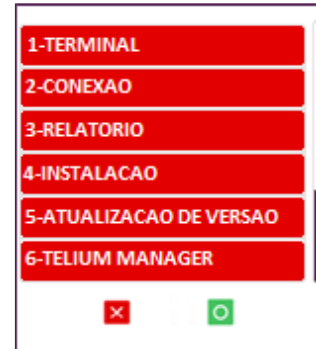 1-TERMINAL
2-CONEXAO
3-RELATORIO
4-INSTALACAO
5-ATUALIZACAO DE VERSAO
6-TELIUM MANAGER